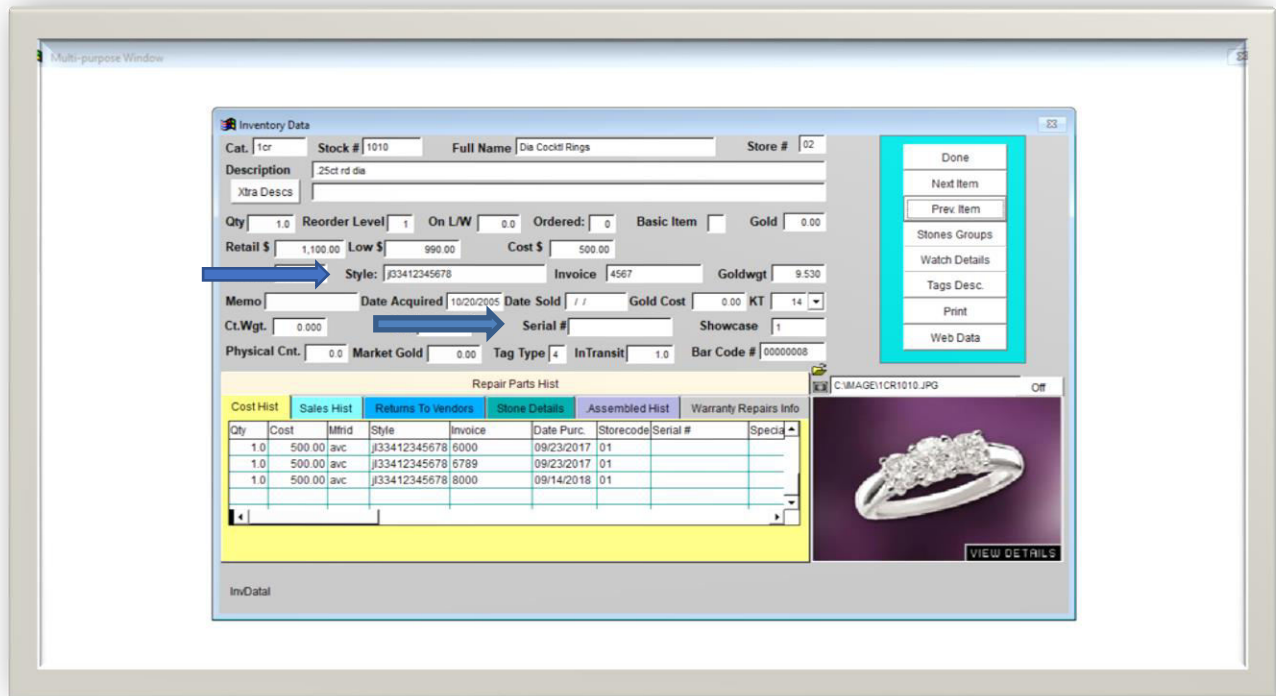 Multi-purpose Window
Inventory Data
Cat. 1cr Stock # 1010 Full Name Dia Cocktl Rings Store # 02
Description .25ct rd dia
Xtra Descs
Qty 1.0 Reorder Level 1 On L/W 0.0 Ordered: 0 Basic Item Gold 0.00
Retail $ 1,100.00 Low $ 990.00 Cost $ 500.00
Style: jl33412345678 Invoice 4567 Goldwgt 9.530
Memo Date Acquired 10/20/2005 Date Sold / / Gold Cost 0.00 KT 14
Ct.Wgt. 0.000 Serial # Showcase 1
Physical Cnt. 0.0 Market Gold 0.00 Tag Type 4 InTransit 1.0 Bar Code # 00000008
Done
Next Item
Prev. Item
Stones Groups
Watch Details
Tags Desc.
Print
Web Data
Repair Parts Hist
C:\IMAGE\1CR1010.JPG Off
Cost Hist Sales Hist Returns To Vendors Stone Details .Assembled Hist Warranty Repairs Info
Qty Cost Mfrid Style Invoice Date Purc. Storecode Serial # Specia
1.0 500.00 avc jl33412345678 6000 09/23/2017 01
1.0 500.00 avc jl33412345678 6789 09/23/2017 01
1.0 500.00 avc jl33412345678 8000 09/14/2018 01
VIEW DETAILS
InvDataI